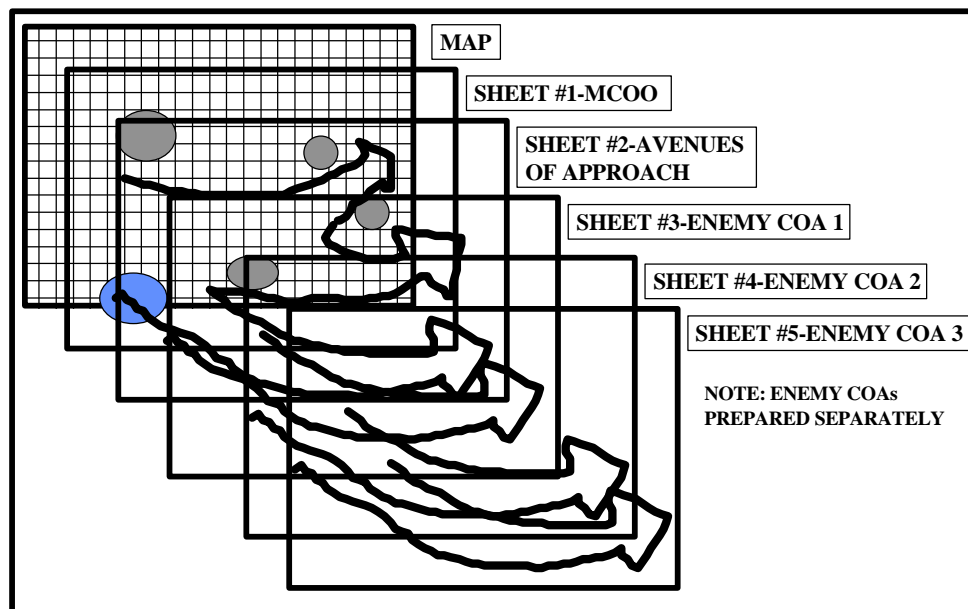 MAP
SHEET #1-MCOO
SHEET #2-AVENUES
OF APPROACH
SHEET #3-ENEMY COA 1
SHEET #4-ENEMY COA 2
SHEET #5-ENEMY COA 3
NOTE: ENEMY COAs
PREPARED SEPARATELY